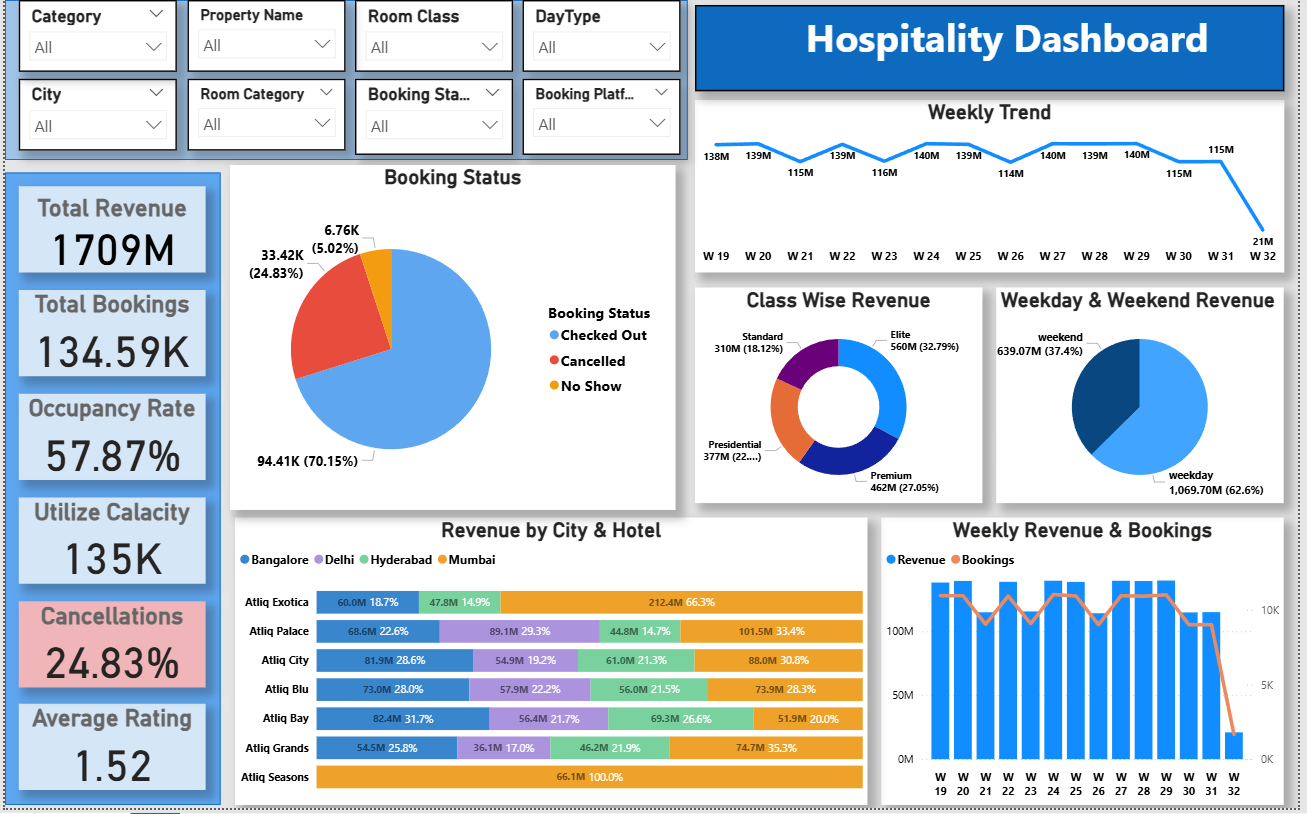 Category
All
Property Name
All
Room Class
All
DayType
All
City
All
Room Category
All
Booking Sta...
All
Booking Platf...
All
Hospitality Dashboard
Total Revenue
1709M
Total Bookings
134.59K
Occupancy Rate
57.87%
Utilize Calacity
135K
Cancellations
24.83%
Average Rating
1.52
Booking Status
6.76K
(5.02%)
33.42K
(24.83%)
94.41K (70.15%)
Booking Status
Checked Out
Cancelled
No Show
Weekly Trend
138M 139M 115M 139M 116M 140M 139M 114M 140M 139M 140M 115M 115M 21M
W 19 W 20 W 21 W 22 W 23 W 24 W 25 W 26 W 27 W 28 W 29 W 30 W 31 W 32
Class Wise Revenue
Standard
310M (18.12%)
Elite
560M (32.79%)
Presidential
377M (22....)
Premium
462M (27.05%)
Weekday & Weekend Revenue
weekend
639.07M (37.4%)
weekday
1,069.70M (62.6%)
Revenue by City & Hotel
Bangalore Delhi Hyderabad Mumbai
Atliq Exotica 60.0M 18.7% 47.8M 14.9% 212.4M 66.3%
Atliq Palace 68.6M 22.6% 89.1M 29.3% 44.8M 14.7% 101.5M 33.4%
Atliq City 81.9M 28.6% 54.9M 19.2% 61.0M 21.3% 88.0M 30.8%
Atliq Blu 73.0M 28.0% 57.9M 22.2% 56.0M 21.5% 73.9M 28.3%
Atliq Bay 82.4M 31.7% 56.4M 21.7% 69.3M 26.6% 51.9M 20.0%
Atliq Grands 54.5M 25.8% 36.1M 17.0% 46.2M 21.9% 74.7M 35.3%
Atliq Seasons 66.1M 100.0%
Weekly Revenue & Bookings
Revenue Bookings
100M
50M
0M
10K
5K
0K
W W W W W W W W W W W W W W
19 20 21 22 23 24 25 26 27 28 29 30 31 32